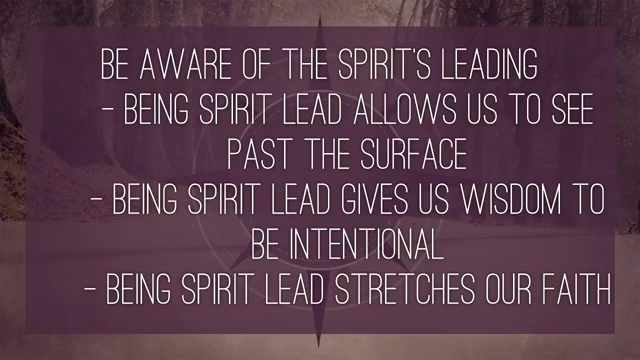 BE AWARE OF THE SPIRIT'S LEADING
- BEING SPIRIT LEAD ALLOWS US TO SEE
PAST THE SURFACE
- BEING SPIRIT LEAD GIVES US WISDOM TO
BE INTENTIONAL
- BEING SPIRIT LEAD STRETCHES OUR FAITH